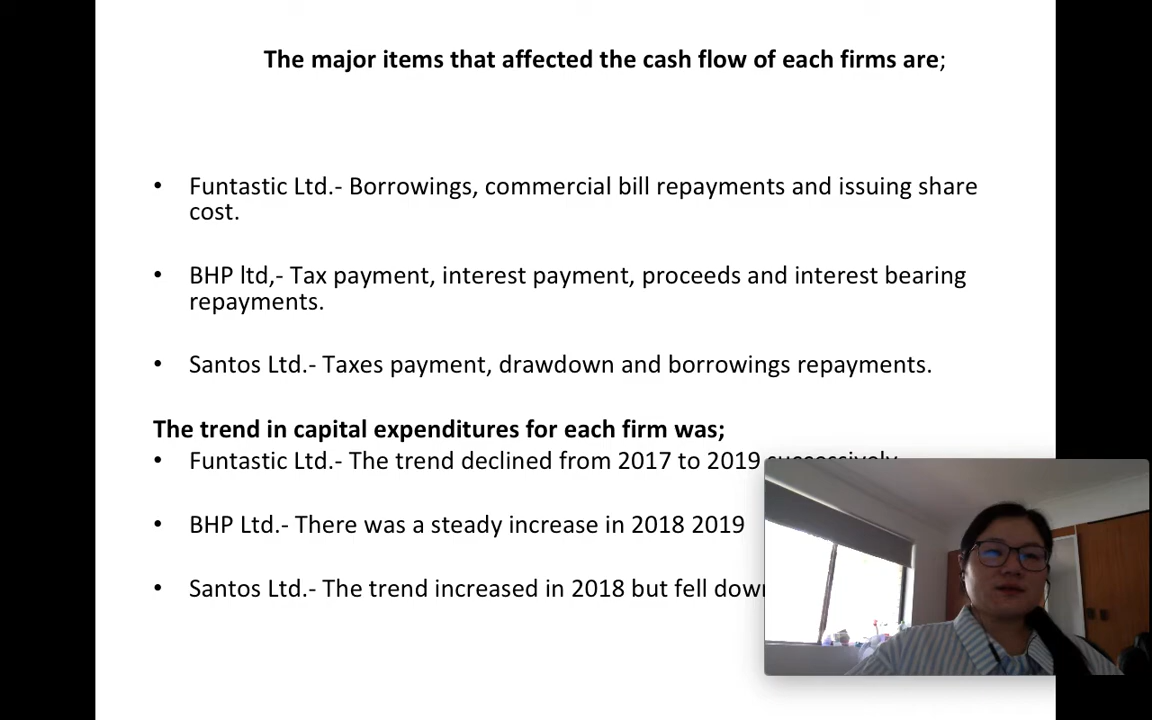 The major items that affected the cash flow of each firms are;
• Funtastic Ltd.- Borrowings, commercial bill repayments and issuing share
cost.
• BHP ltd,- Tax payment, interest payment, proceeds and interest bearing
repayments.
• Santos Ltd.- Taxes payment, drawdown and borrowings repayments.
The trend in capital expenditures for each firm was;
• Funtastic Ltd.- The trend declined from 2017 to 2019 successively
• BHP Ltd.- There was a steady increase in 2018 2019
• Santos Ltd.- The trend increased in 2018 but fell down